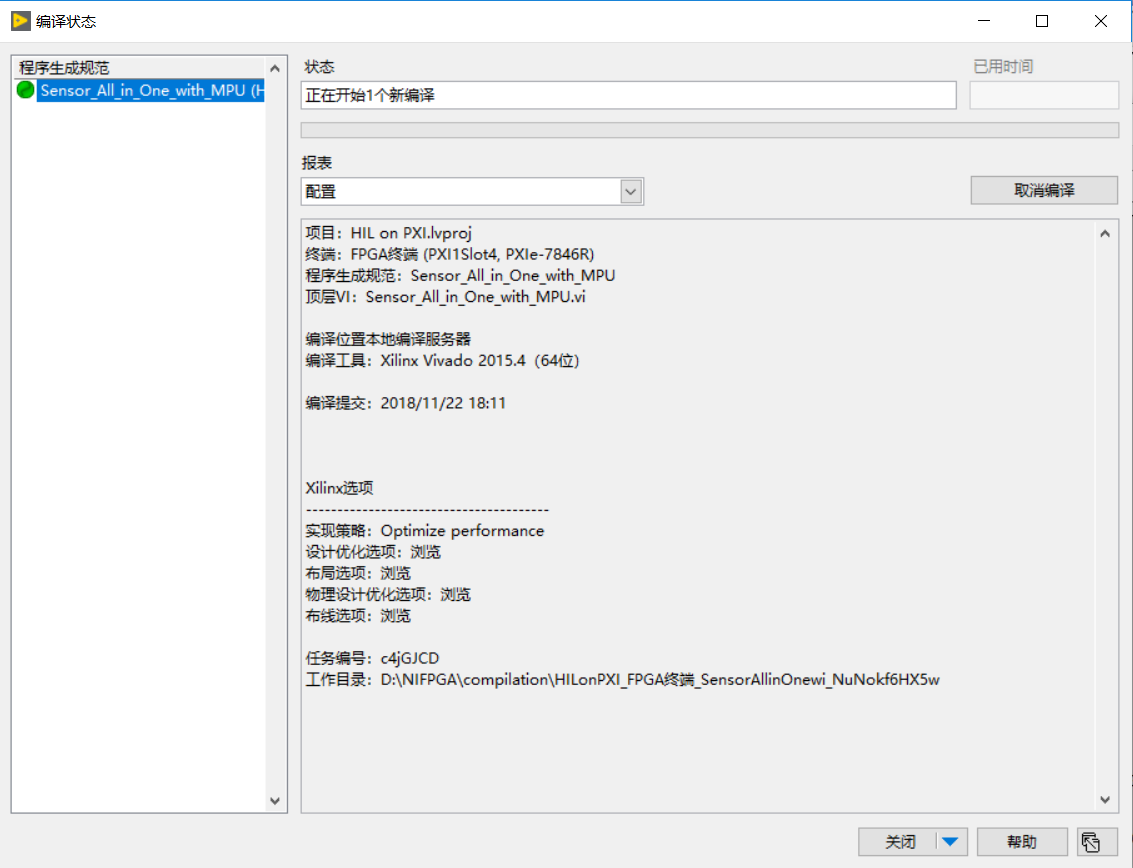 编译状态
程序生成规范
Sensor_All_in_One_with_MPU (H
状态
已用时间
正在开始1个新编译
报表
配置
取消编译
项目：HIL on PXI.lvproj
终端：FPGA终端 (PXI1Slot4, PXIe-7846R)
程序生成规范：Sensor_All_in_One_with_MPU
顶层VI：Sensor_All_in_One_with_MPU.vi
编译位置本地编译服务器
编译工具：Xilinx Vivado 2015.4（64位）
编译提交：2018/11/22 18:11
Xilinx选项
---------------------------------------
实现策略：Optimize performance
设计优化选项：浏览
布局选项：浏览
物理设计优化选项：浏览
布线选项：浏览
任务编号：c4jGJCD
工作目录：D:\NIFPGA\compilation\HILonPXI_FPGA终端_SensorAllinOnewi_NuNokf6HX5w
关闭
帮助